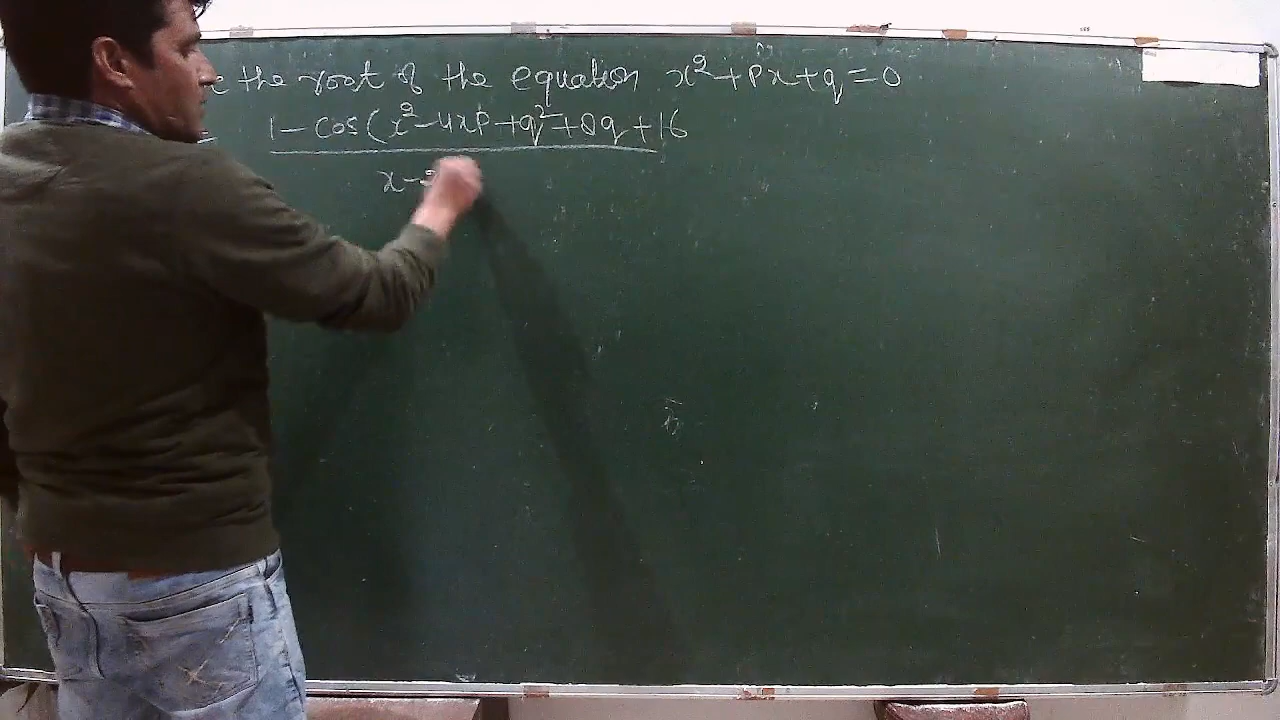 the root of the equation x²+px+q=0
1-cos(x²-4xp+q²+8q+16
x-